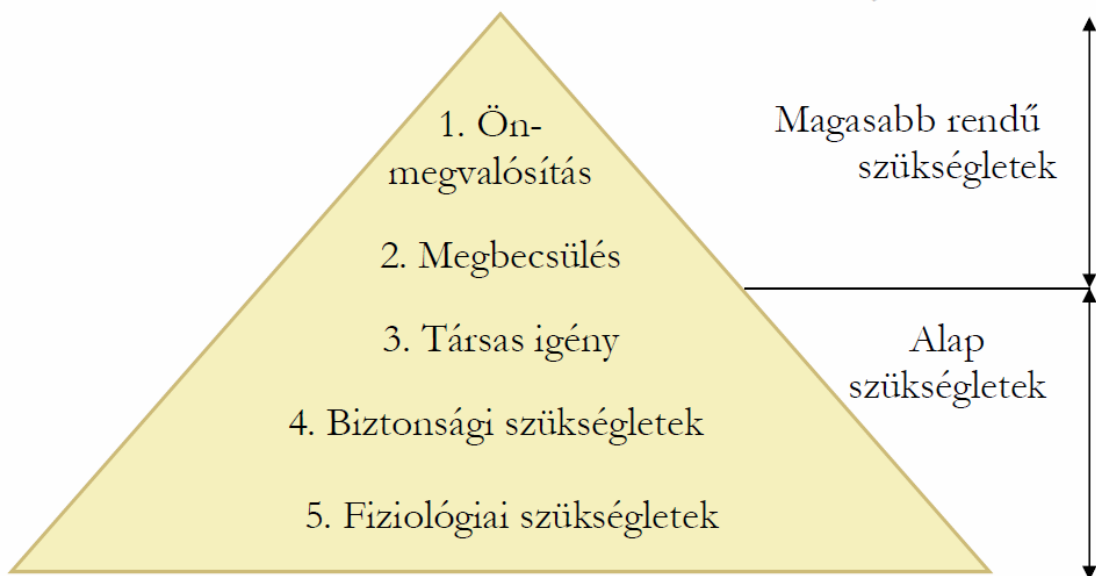 1. Ön-
megvalósítás
Magasabb rendű
szükségletek
2. Megbecsülés
3. Társas igény
Alap
szükségletek
4. Biztonsági szükségletek
5. Fiziológiai szükségletek